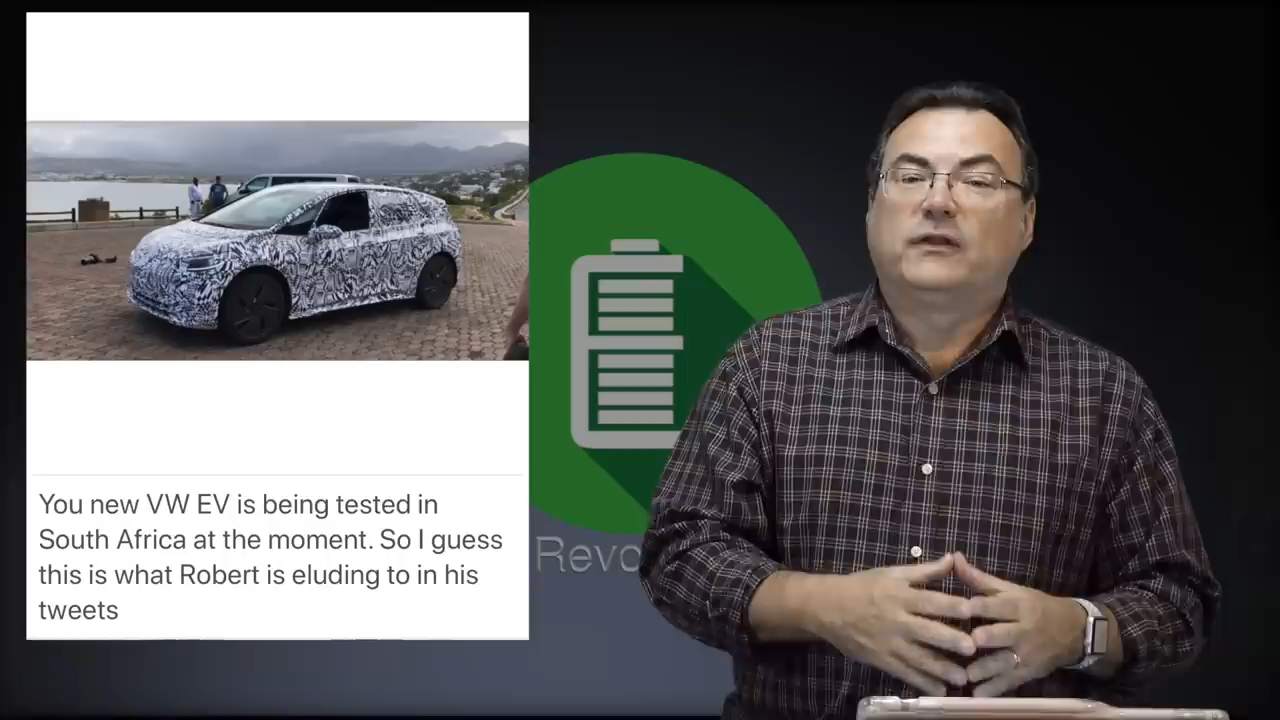 You new VW EV is being tested in
South Africa at the moment. So I guess
this is what Robert is eluding to in his
tweets
Revo